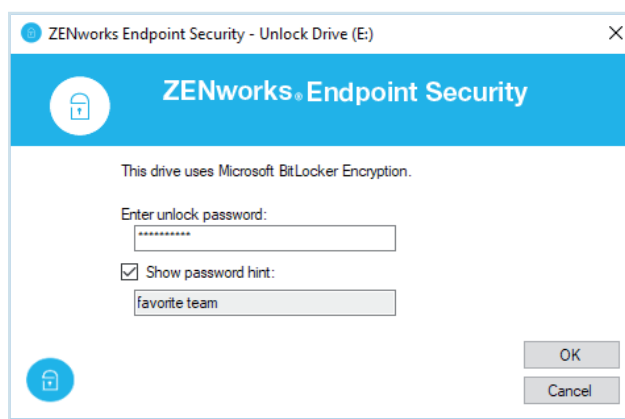 ZENworks Endpoint Security - Unlock Drive (E:)
ZENworks® Endpoint Security
This drive uses Microsoft BitLocker Encryption.
Enter unlock password:
**********
Show password hint:
favorite team
OK
Cancel